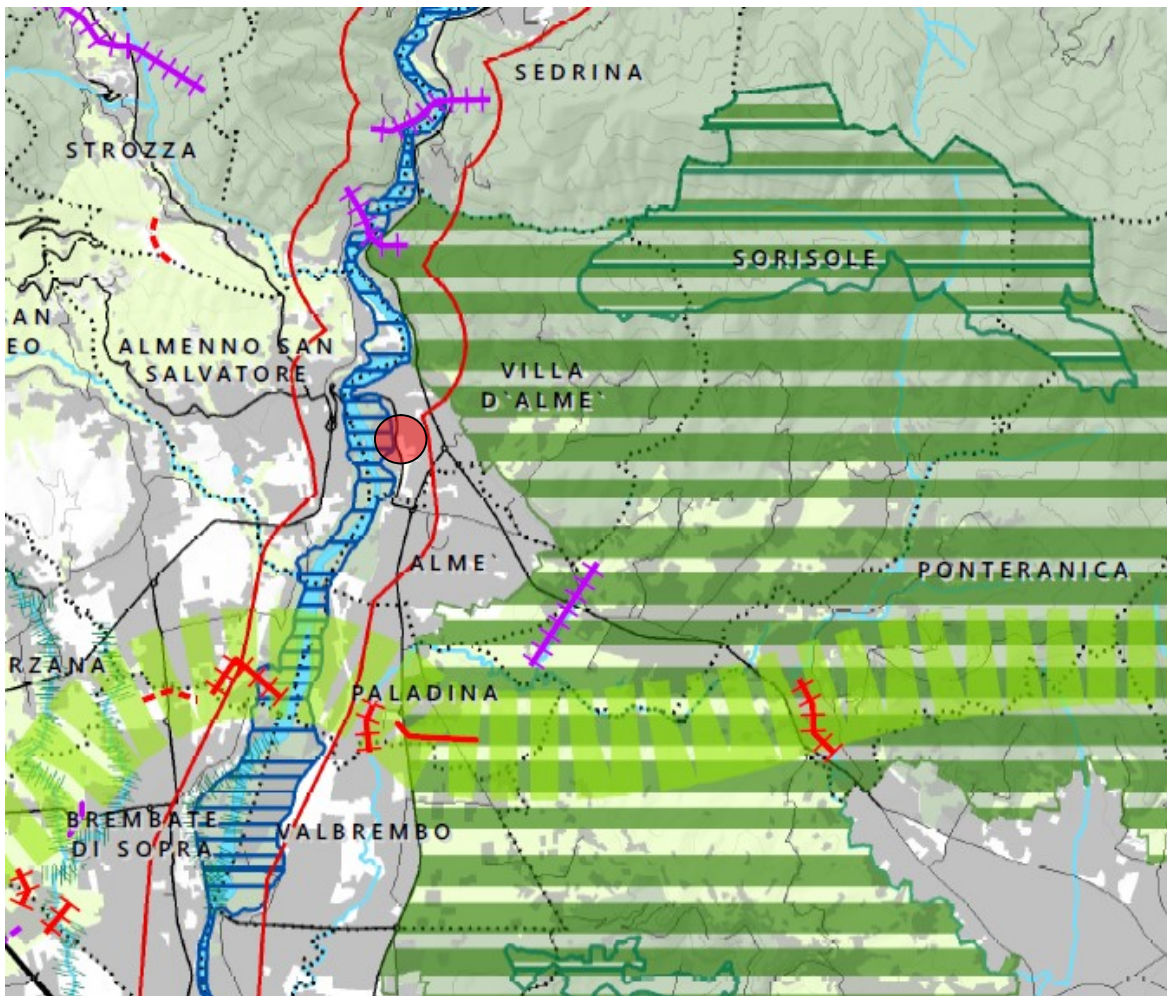 SEDRINA
STROZZA
SORISOLE
AN
EO
ALMENNO SAN
SALVATORE
VILLA
D`ALME`
ALME`
PONTERANICA
RZANA
PALADINA
BREMBATE
DI SOPRA
VALBREMBO